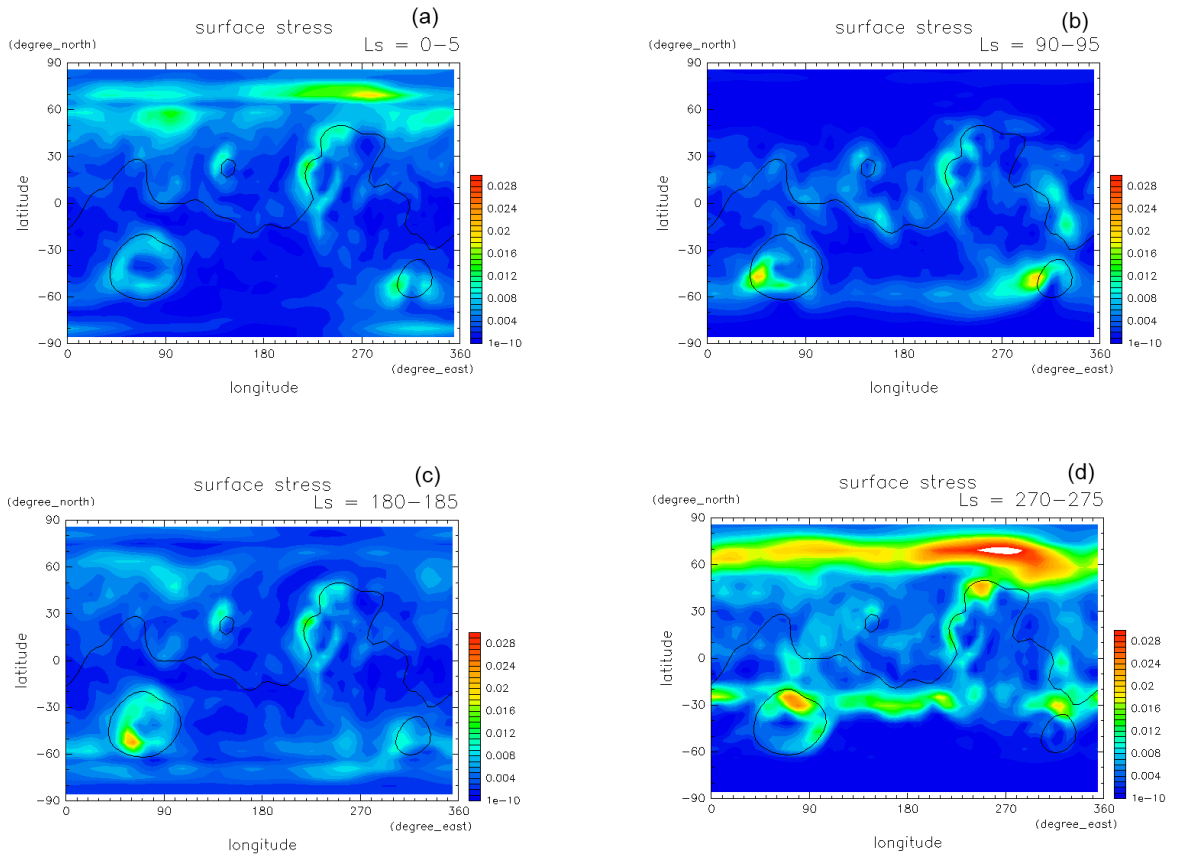 (a)
surface stress
(degree_north)
Ls = 0−5
90
60
30
0
−30
−60
−90
latitude
0 90 180 270 360
(degree_east)
longitude
0.028
0.024
0.02
0.016
0.012
0.008
0.004
1e−10
(b)
surface stress
(degree_north)
Ls = 90−95
90
60
30
0
−30
−60
−90
latitude
0 90 180 270 360
(degree_east)
longitude
0.028
0.024
0.02
0.016
0.012
0.008
0.004
1e−10
(c)
surface stress
(degree_north)
Ls = 180−185
90
60
30
0
−30
−60
−90
latitude
0 90 180 270 360
(degree_east)
longitude
0.028
0.024
0.02
0.016
0.012
0.008
0.004
1e−10
(d)
surface stress
(degree_north)
Ls = 270−275
90
60
30
0
−30
−60
−90
latitude
0 90 180 270 360
(degree_east)
longitude
0.028
0.024
0.02
0.016
0.012
0.008
0.004
1e−10